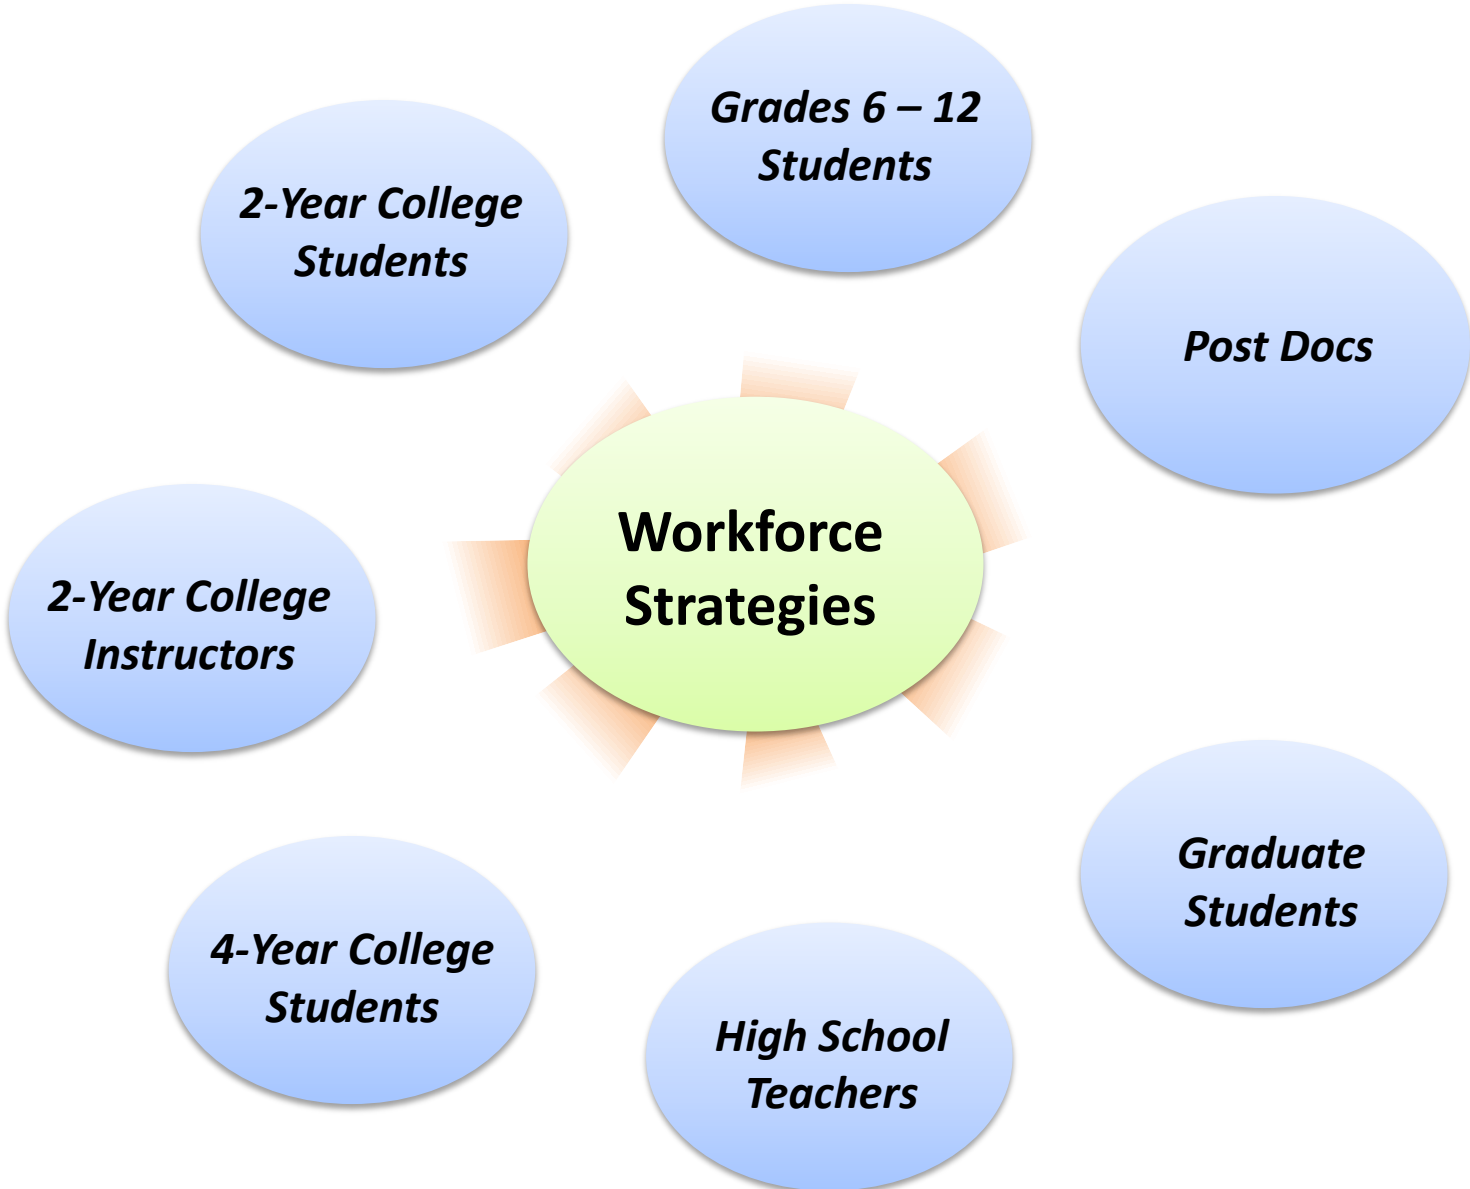 Grades 6 – 12
Students
2-Year College
Students
Post Docs
Workforce
Strategies
2-Year College
Instructors
Graduate
Students
4-Year College
Students
High School
Teachers